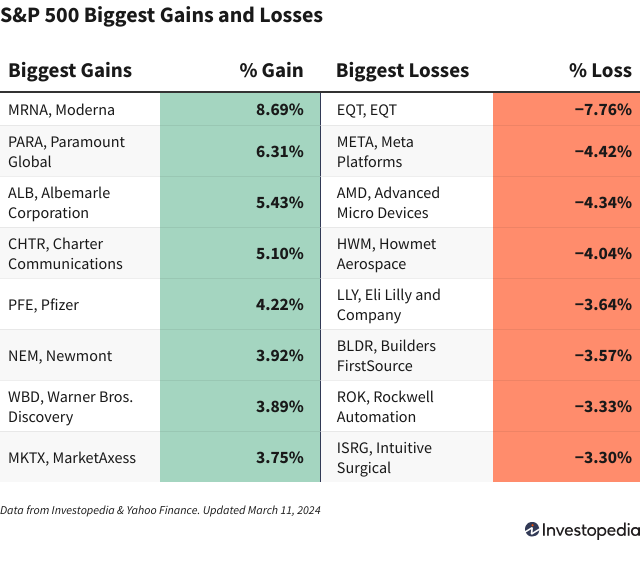 S&P 500 Biggest Gains and Losses
Biggest Gains % Gain Biggest Losses % Loss
MRNA, Moderna 8.69% EQT, EQT −7.76%
PARA, Paramount Global 6.31% META, Meta Platforms −4.42%
ALB, Albemarle Corporation 5.43% AMD, Advanced Micro Devices −4.34%
CHTR, Charter Communications 5.10% HWM, Howmet Aerospace −4.04%
PFE, Pfizer 4.22% LLY, Eli Lilly and Company −3.64%
NEM, Newmont 3.92% BLDR, Builders FirstSource −3.57%
WBD, Warner Bros. Discovery 3.89% ROK, Rockwell Automation −3.33%
MKTX, MarketAxess 3.75% ISRG, Intuitive Surgical −3.30%
Data from Investopedia & Yahoo Finance. Updated March 11, 2024
Investopedia